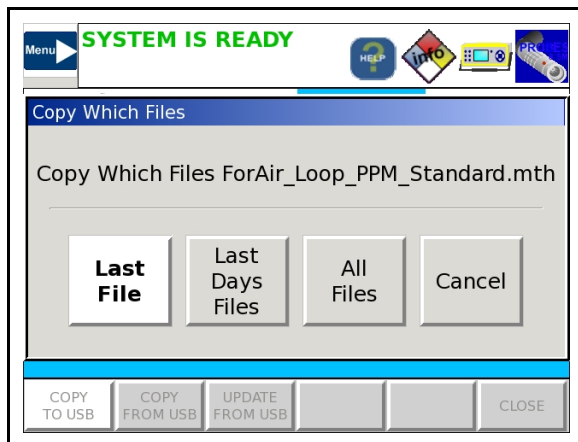 Menu
SYSTEM IS READY
HELP
info
PROBES
Copy Which Files
Copy Which Files ForAir_Loop_PPM_Standard.mth
Last
File
Last
Days
Files
All
Files
Cancel
COPY
TO USB
COPY
FROM USB
UPDATE
FROM USB
CLOSE